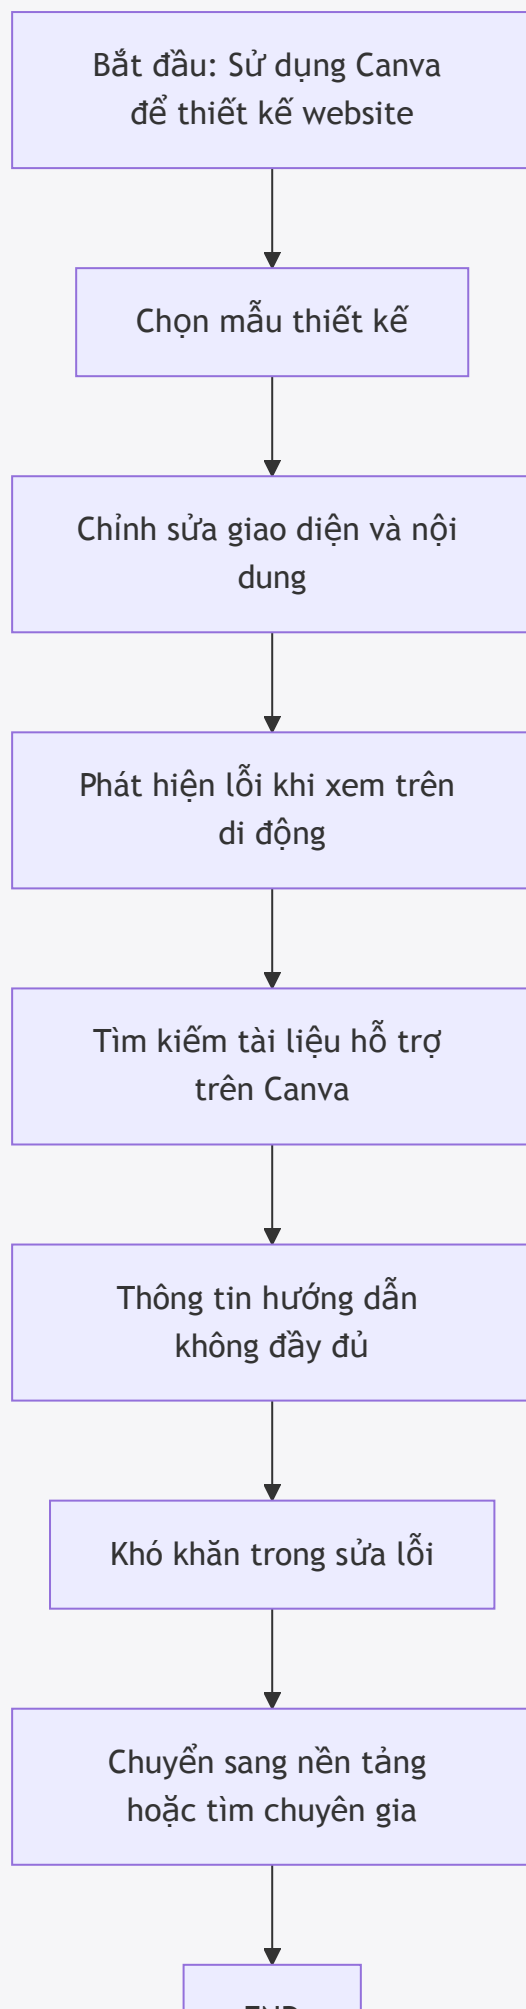 Bắt đầu: Sử dụng Canva
để thiết kế website
Chọn mẫu thiết kế
Chỉnh sửa giao diện và nội
dung
Phát hiện lỗi khi xem trên
di động
Tìm kiếm tài liệu hỗ trợ
trên Canva
Thông tin hướng dẫn
không đầy đủ
Khó khăn trong sửa lỗi
Chuyển sang nền tảng
hoặc tìm chuyên gia
END